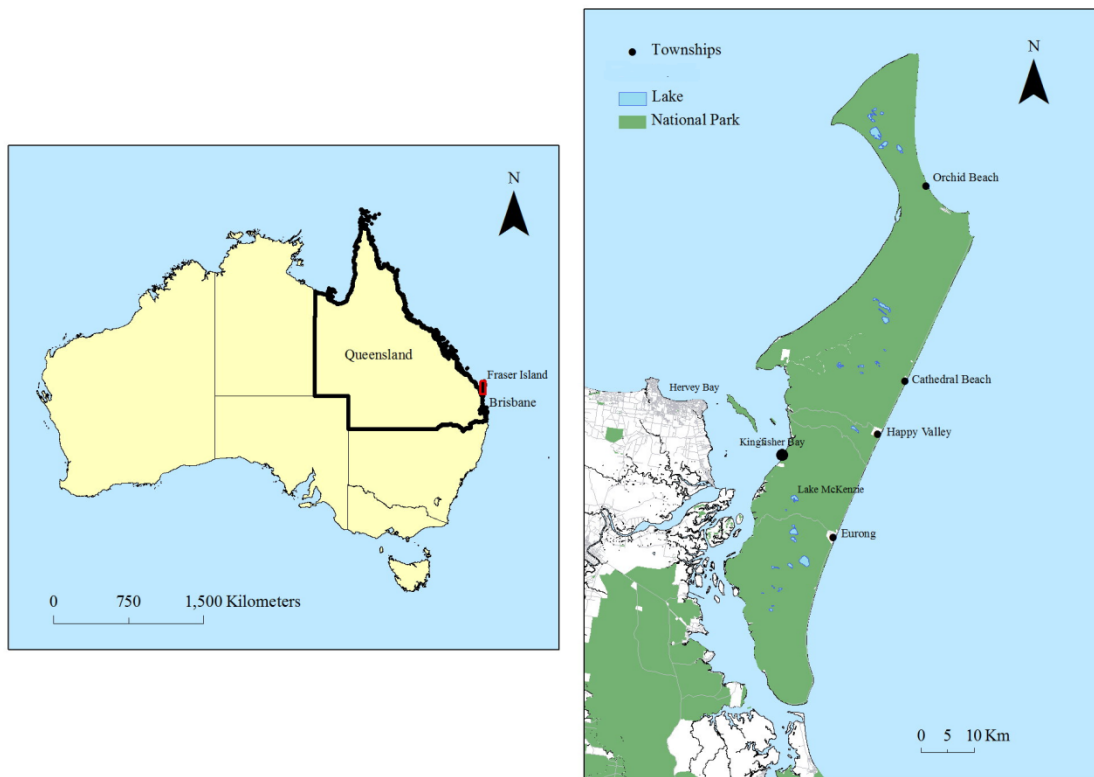 N
Queensland
Fraser Island
Brisbane
0 750 1,500 Kilometers
Townships
Lake
National Park
N
Orchid Beach
Cathedral Beach
Hervey Bay
Happy Valley
Kingfisher Bay
Lake McKenzie
Eurong
0 5 10 Km